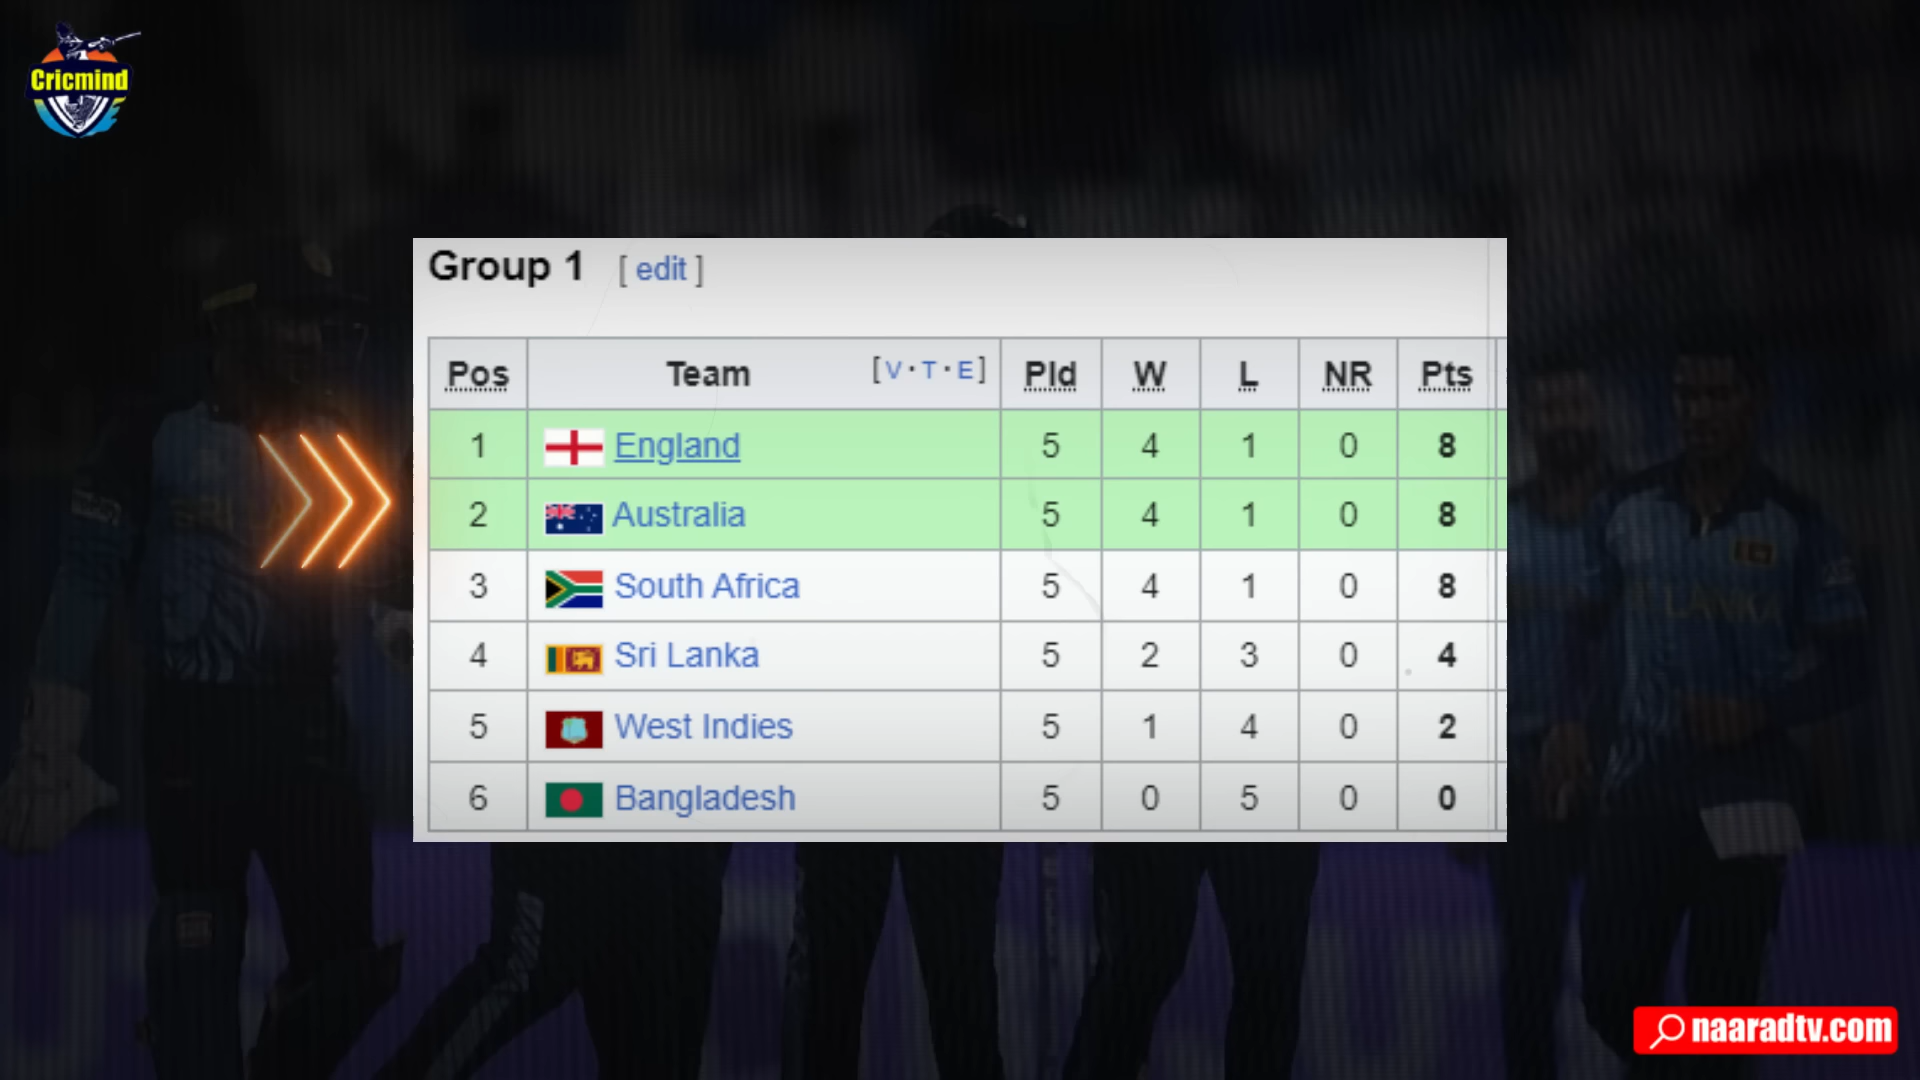 Cricmind
Group 1 [ edit ]
Pos Team [V·T·E] Pld W L NR Pts
1 England 5 4 1 0 8
2 Australia 5 4 1 0 8
3 South Africa 5 4 1 0 8
4 Sri Lanka 5 2 3 0 4
5 West Indies 5 1 4 0 2
6 Bangladesh 5 0 5 0 0
naaradtv.com